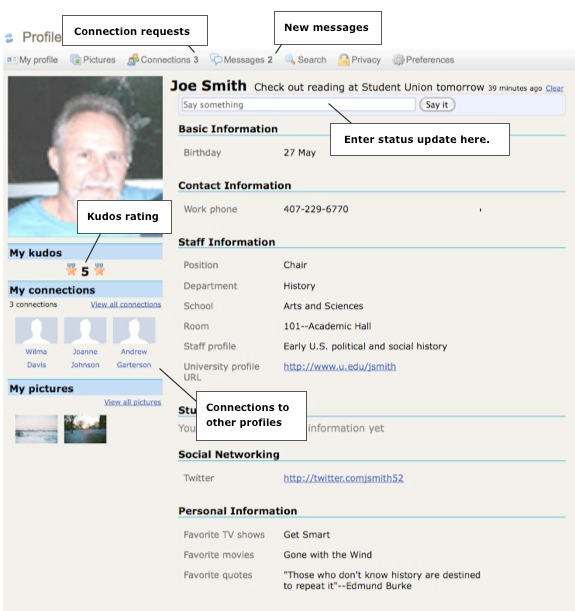 Profile
Connection requests
New messages
My profile Pictures Connections 3 Messages 2 Search Privacy Preferences
Joe Smith Check out reading at Student Union tomorrow 39 minutes ago Clear
Say something Say it
Enter status update here.
Basic Information
Birthday 27 May
Contact Information
Work phone 407-229-6770
Kudos rating
My kudos
5
My connections
3 connections View all connections
Wilma Davis
Joanne Johnson
Andrew Garterson
My pictures
View all pictures
Connections to
other profiles
Staff Information
Position Chair
Department History
School Arts and Sciences
Room 101--Academic Hall
Staff profile Early U.S. political and social history
University profile
URL http://www.u.edu/jsmith
You information yet
Social Networking
Twitter http://twitter.comjsmith52
Personal Information
Favorite TV shows Get Smart
Favorite movies Gone with the Wind
Favorite quotes "Those who don't know history are destined
to repeat it"--Edmund Burke